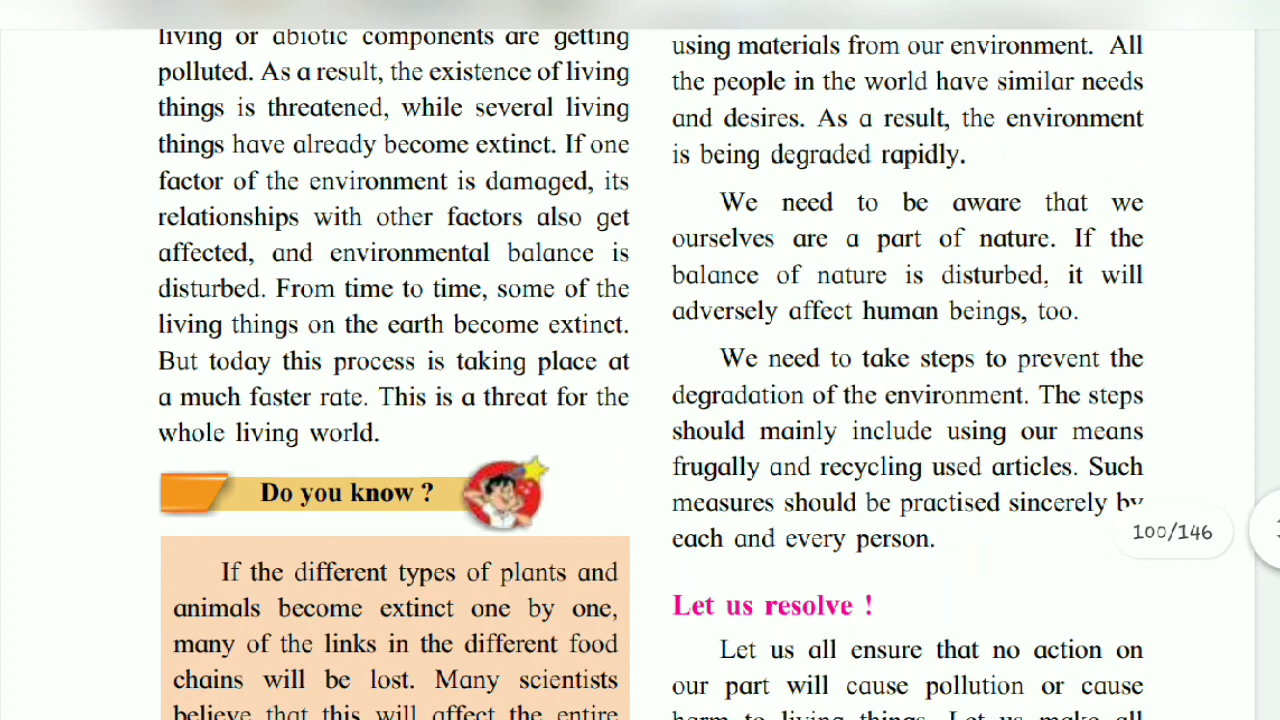 living or abiotic components are getting
polluted. As a result, the existence of living
things is threatened, while several living
things have already become extinct. If one
factor of the environment is damaged, its
relationships with other factors also get
affected, and environmental balance is
disturbed. From time to time, some of the
living things on the earth become extinct.
But today this process is taking place at
a much faster rate. This is a threat for the
whole living world.
Do you know ?
If the different types of plants and
animals become extinct one by one,
many of the links in the different food
chains will be lost. Many scientists
believe that this will affect the entire
using materials from our environment. All
the people in the world have similar needs
and desires. As a result, the environment
is being degraded rapidly.
We need to be aware that we
ourselves are a part of nature. If the
balance of nature is disturbed, it will
adversely affect human beings, too.
We need to take steps to prevent the
degradation of the environment. The steps
should mainly include using our means
frugally and recycling used articles. Such
measures should be practised sincerely by
each and every person.
100/146
Let us resolve !
Let us all ensure that no action on
our part will cause pollution or cause
harm to living things. Let us make all